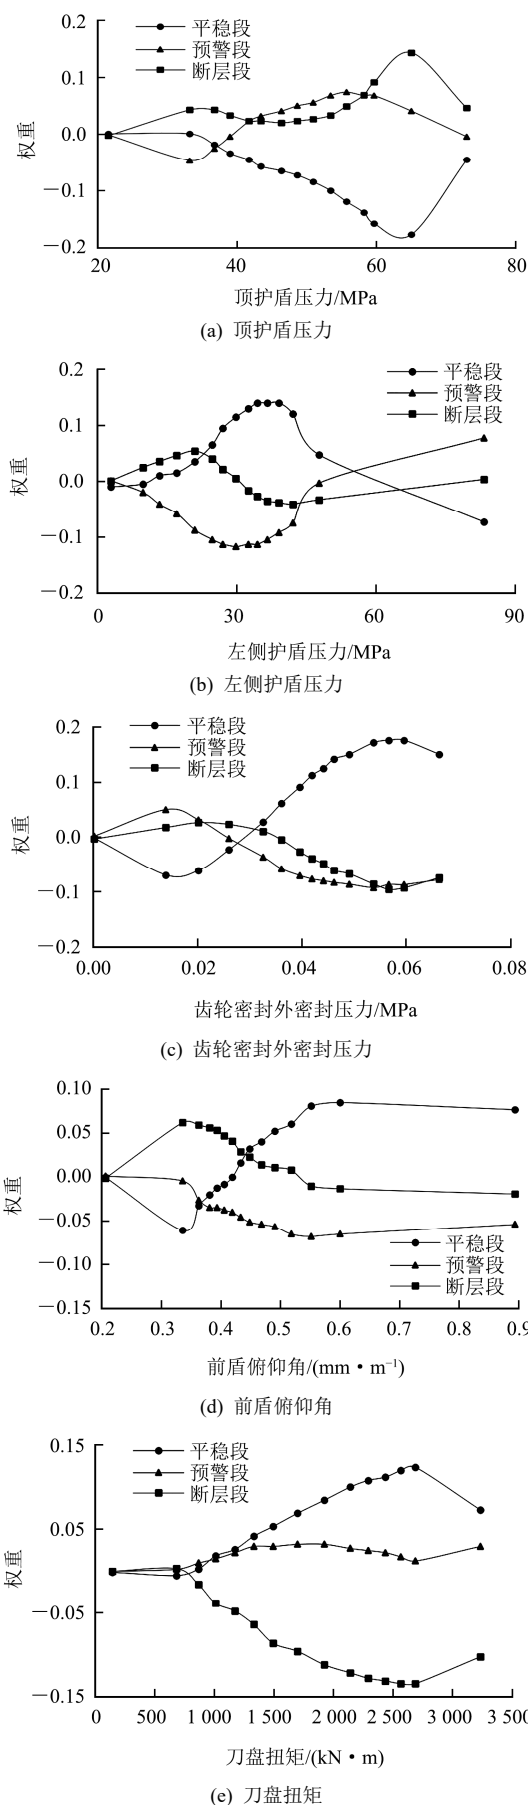 0.2
0.1
0.0
−0.1
−0.2
权重
平稳段
预警段
断层段
20 40 60 80
顶护盾压力/MPa
(a) 顶护盾压力
0.2
0.1
0.0
−0.1
−0.2
权重
平稳段
预警段
断层段
0 30 60 90
左侧护盾压力/MPa
(b) 左侧护盾压力
0.2
0.1
0.0
−0.1
−0.2
权重
平稳段
预警段
断层段
0.00 0.02 0.04 0.06 0.08
齿轮密封外密封压力/MPa
(c) 齿轮密封外密封压力
0.10
0.05
0.00
−0.05
−0.10
−0.15
权重
平稳段
预警段
断层段
0.2 0.3 0.4 0.5 0.6 0.7 0.8 0.9
前盾俯仰角/(mm·m⁻¹)
(d) 前盾俯仰角
0.15
0.05
−0.05
−0.15
权重
平稳段
预警段
断层段
0 500 1 000 1 500 2 000 2 500 3 000 3 500
刀盘扭矩/(kN·m)
(e) 刀盘扭矩